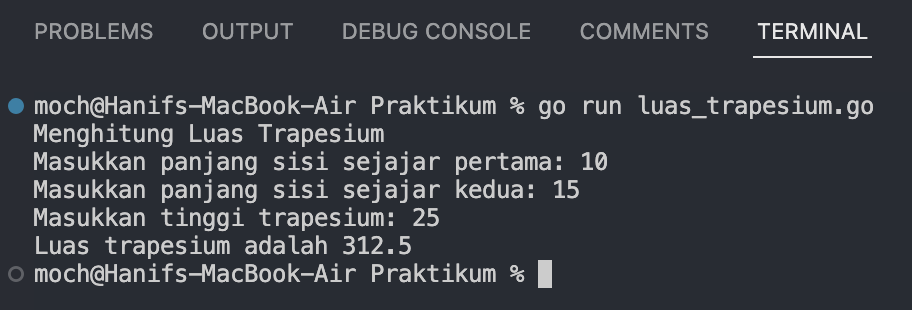 PROBLEMS OUTPUT DEBUG CONSOLE COMMENTS TERMINAL
moch@Hanifs-MacBook-Air Praktikum % go run luas_trapesium.go
Menghitung Luas Trapesium
Masukkan panjang sisi sejajar pertama: 10
Masukkan panjang sisi sejajar kedua: 15
Masukkan tinggi trapesium: 25
Luas trapesium adalah 312.5
moch@Hanifs-MacBook-Air Praktikum %